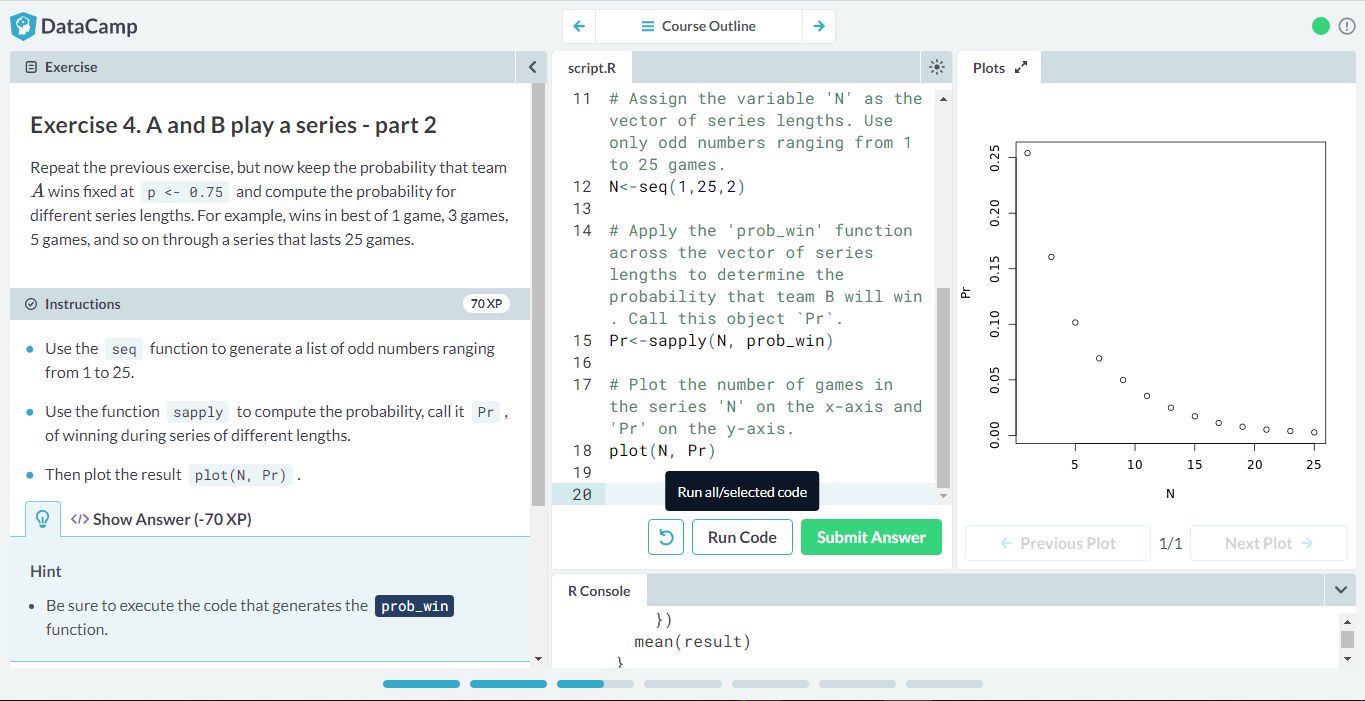 DataCamp
Course Outline
Exercise
Exercise 4. A and B play a series - part 2
Repeat the previous exercise, but now keep the probability that team
A wins fixed at p <- 0.75 and compute the probability for
different series lengths. For example, wins in best of 1 game, 3 games,
5 games, and so on through a series that lasts 25 games.
Instructions
70 XP
Use the seq function to generate a list of odd numbers ranging
from 1 to 25.
Use the function sapply to compute the probability, call it Pr ,
of winning during series of different lengths.
Then plot the result plot(N, Pr) .
</> Show Answer (-70 XP)
Hint
Be sure to execute the code that generates the prob_win
function.
script.R
11 # Assign the variable 'N' as the
vector of series lengths. Use
only odd numbers ranging from 1
to 25 games.
12 N<-seq(1,25,2)
13
14 # Apply the 'prob_win' function
across the vector of series
lengths to determine the
probability that team B will win
. Call this object `Pr`.
15 Pr<-sapply(N, prob_win)
16
17 # Plot the number of games in
the series 'N' on the x-axis and
'Pr' on the y-axis.
18 plot(N, Pr)
19
20
Run all/selected code
Run Code
Submit Answer
Plots
0.25
0.20
0.15
0.10
0.05
0.00
Pr
5 10 15 20 25
N
Previous Plot
1/1
Next Plot
R Console
})
mean(result)
}